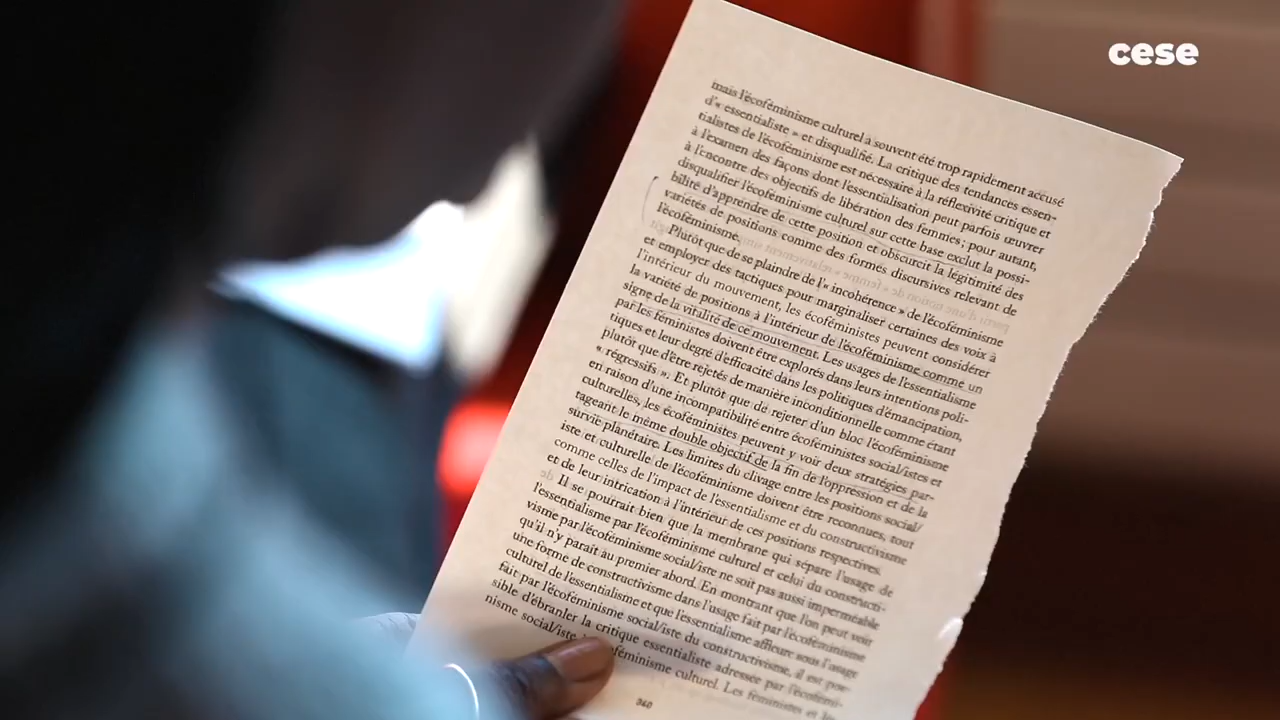 cese
mais l'écoféminisme culturel a souvent été trop rapidement accusé
d'« essentialiste » et disqualifié. La critique des tendances essen-
tialistes de l'écoféminisme est nécessaire à la réflexivité critique et
à l'examen des façons dont l'essentialisation peut parfois œuvrer
à l'encontre des objectifs de libération des femmes ; pour autant,
disqualifier l'écoféminisme culturel sur cette base exclut la possi-
bilité d'apprendre de cette position et obscurcit la légitimité des
variétés de positions comme des formes discursives relevant de
l'écoféminisme.
Plutôt que de se plaindre de l'« incohérence » de l'écoféminisme
et employer des tactiques pour marginaliser certaines des voix à
l'intérieur du mouvement, les écoféministes peuvent considérer
la variété de positions à l'intérieur de l'écoféminisme comme un
signe de la vitalité de ce mouvement. Les usages de l'essentialisme
par les féministes doivent être explorés dans leurs intentions poli-
tiques et leur degré d'efficacité dans les politiques d'émancipation,
plutôt que d'être rejetés de manière inconditionnelle comme étant
« régressifs ». Et plutôt que de rejeter d'un bloc l'écoféminisme
en raison d'une incompatibilité entre écoféministes social/istes et
culturelles, les écoféministes peuvent y voir deux stratégies par-
tageant le même double objectif de la fin de l'oppression et de la
survie planétaire. Les limites du clivage entre les positions social/
iste et culturelle de l'écoféminisme doivent être reconnues, tout
comme celles de l'impact de l'essentialisme et du constructivisme
et de leur intrication à l'intérieur de ces positions respectives.
Il se pourrait bien que la membrane qui sépare l'usage de
l'essentialisme par l'écoféminisme culturel et celui du constructi-
visme par l'écoféminisme social/iste ne soit pas aussi imperméable
qu'il n'y paraît au premier abord. En montrant que l'on peut voir
une forme de constructivisme dans l'usage fait par l'écoféminisme
culturel de l'essentialisme et que l'essentialisme affleure sous l'usage
fait par l'écoféminisme social/iste du constructivisme, il est pos-
sible d'ébranler la critique essentialiste adressée par l'écofémi-
nisme social/iste culturel. Les féministes et
360